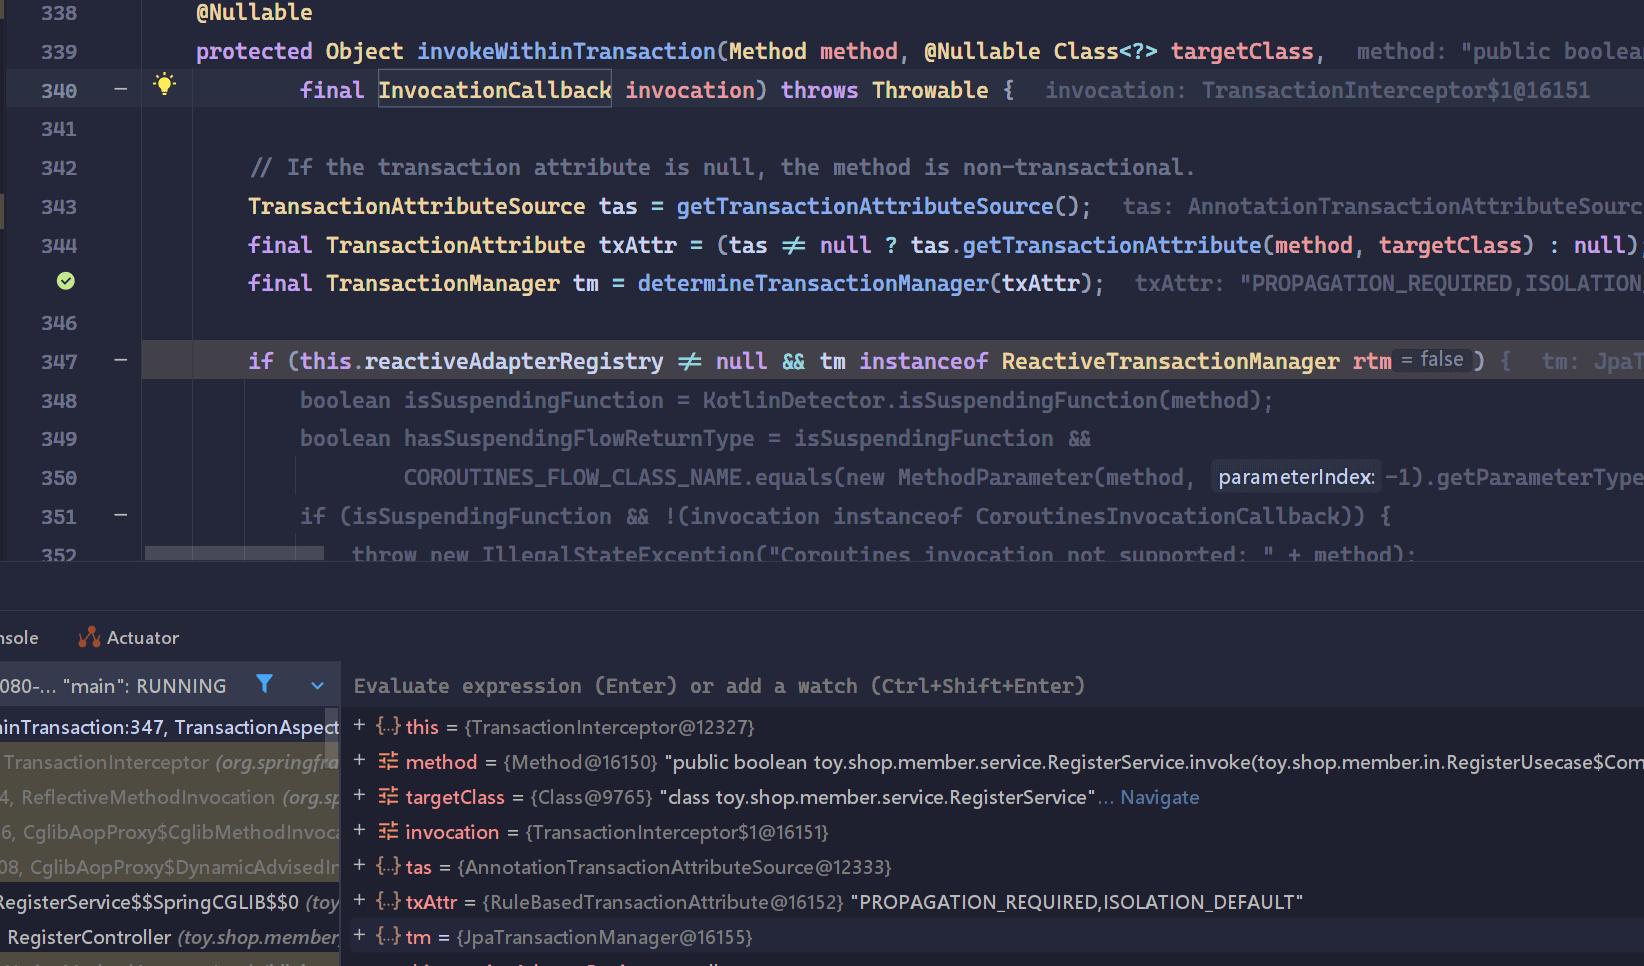 338 @Nullable
339 protected Object invokeWithinTransaction(Method method, @Nullable Class<?> targetClass, method: "public boolea
340 final InvocationCallback invocation) throws Throwable { invocation: TransactionInterceptor$1@16151
341
342 // If the transaction attribute is null, the method is non-transactional.
343 TransactionAttributeSource tas = getTransactionAttributeSource(); tas: AnnotationTransactionAttributeSourc
344 final TransactionAttribute txAttr = (tas ≠ null ? tas.getTransactionAttribute(method, targetClass) : null);
final TransactionManager tm = determineTransactionManager(txAttr); txAttr: "PROPAGATION_REQUIRED,ISOLATION_
346
347 if (this.reactiveAdapterRegistry ≠ null && tm instanceof ReactiveTransactionManager rtm = false ) { tm: JpaT
348 boolean isSuspendingFunction = KotlinDetector.isSuspendingFunction(method);
349 boolean hasSuspendingFlowReturnType = isSuspendingFunction &&
350 COROUTINES_FLOW_CLASS_NAME.equals(new MethodParameter(method, parameterIndex: -1).getParameterType
351 if (isSuspendingFunction && !(invocation instanceof CoroutinesInvocationCallback)) {
352 throw new IllegalStateException("Coroutines invocation not supported: " + method);
nsole Actuator
080-... "main": RUNNING
Evaluate expression (Enter) or add a watch (Ctrl+Shift+Enter)
inTransaction:347, TransactionAspect
TransactionInterceptor (org.springfra
4, ReflectiveMethodInvocation (org.sp
6, CglibAopProxy$CglibMethodInvoca
08, CglibAopProxy$DynamicAdvisedIn
RegisterService$$SpringCGLIB$$0 (toy
RegisterController (toy.shop.member
+ {...} this = {TransactionInterceptor@12327}
+ method = {Method@16150} "public boolean toy.shop.member.service.RegisterService.invoke(toy.shop.member.in.RegisterUsecase$Com
+ targetClass = {Class@9765} "class toy.shop.member.service.RegisterService"... Navigate
+ invocation = {TransactionInterceptor$1@16151}
+ {...} tas = {AnnotationTransactionAttributeSource@12333}
+ {...} txAttr = {RuleBasedTransactionAttribute@16152} "PROPAGATION_REQUIRED,ISOLATION_DEFAULT"
+ {...} tm = {JpaTransactionManager@16155}